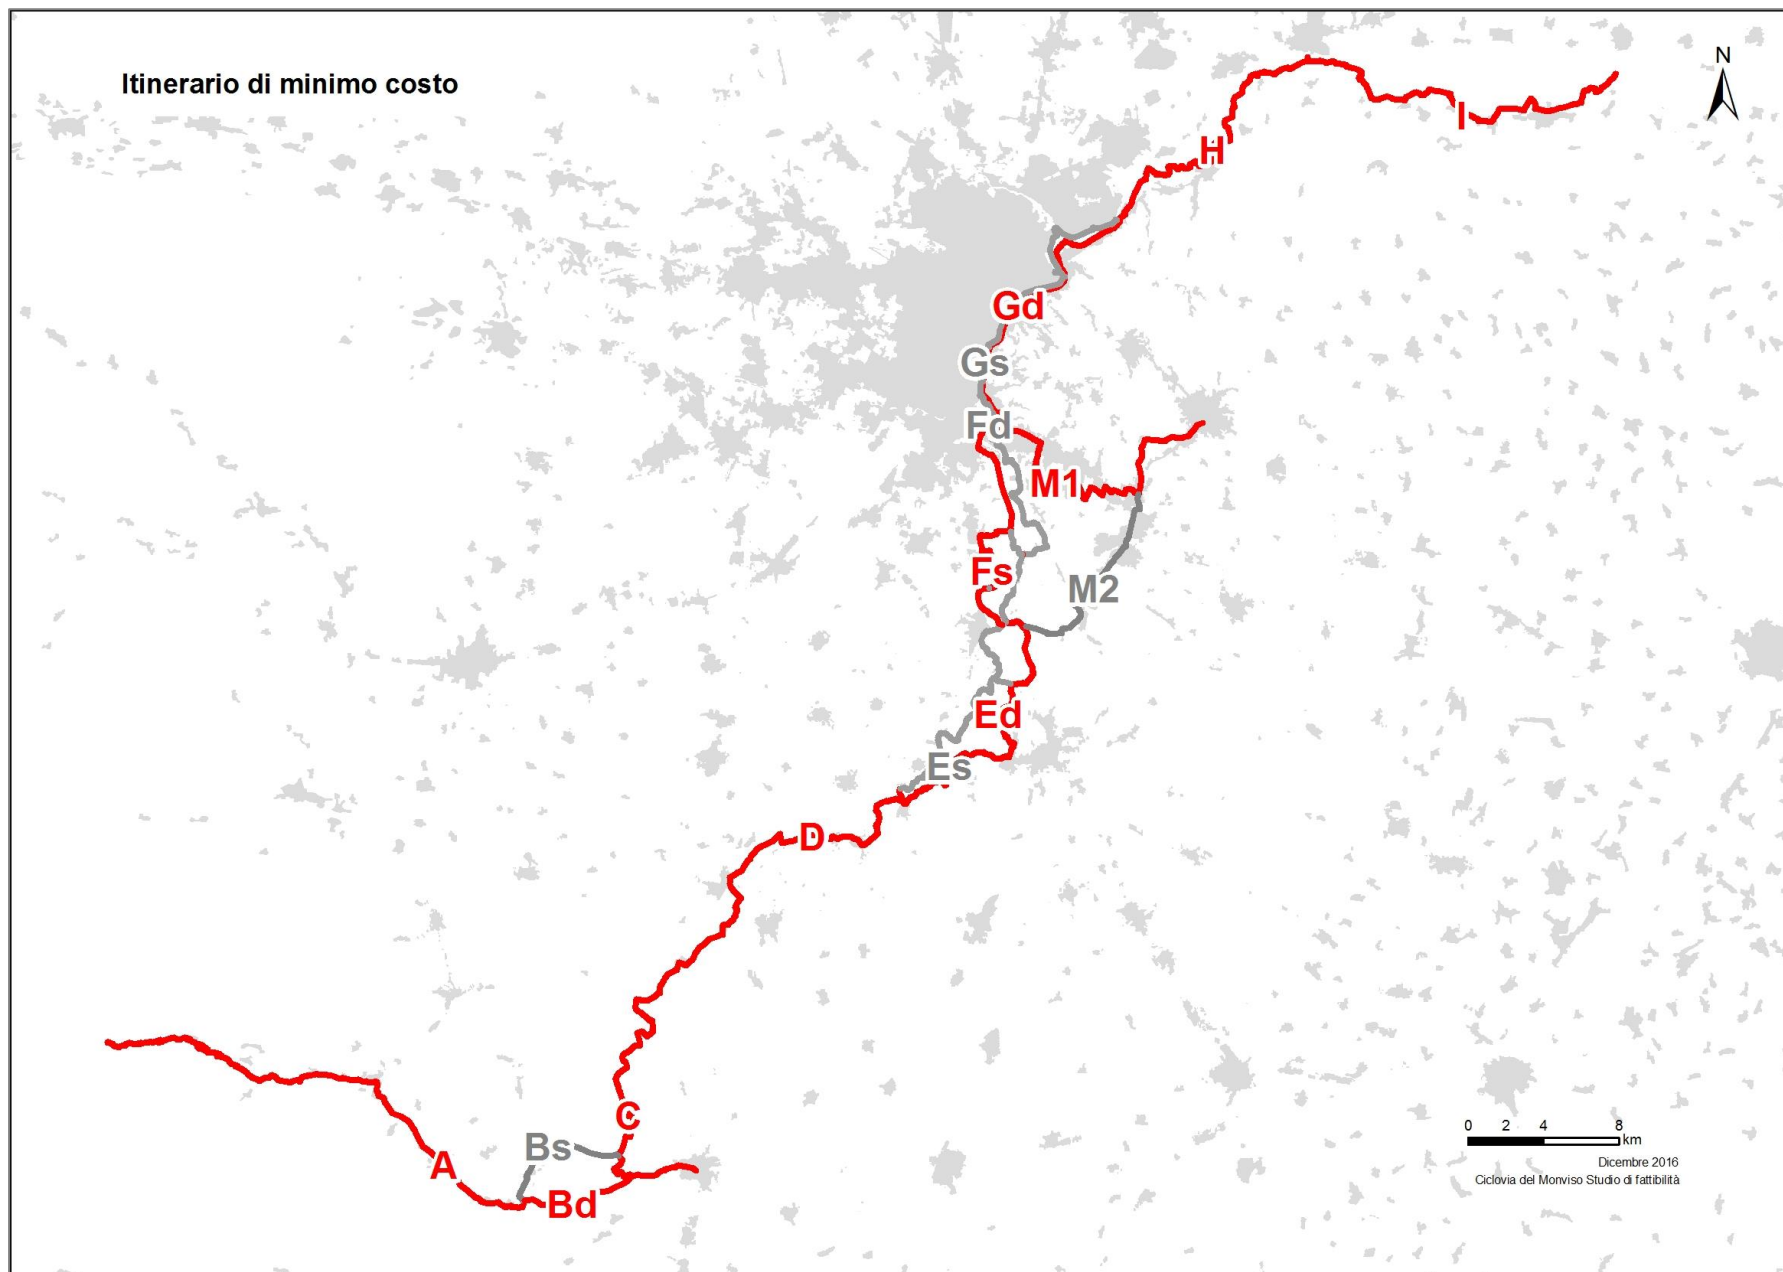 Itinerario di minimo costo
N
I
H
Gd
Gs
Fd
M1
Fs
M2
Ed
Es
D
C
Bs
A
Bd
0 2 4 8
km
Dicembre 2016
Ciclovia del Monviso Studio di fattibilità